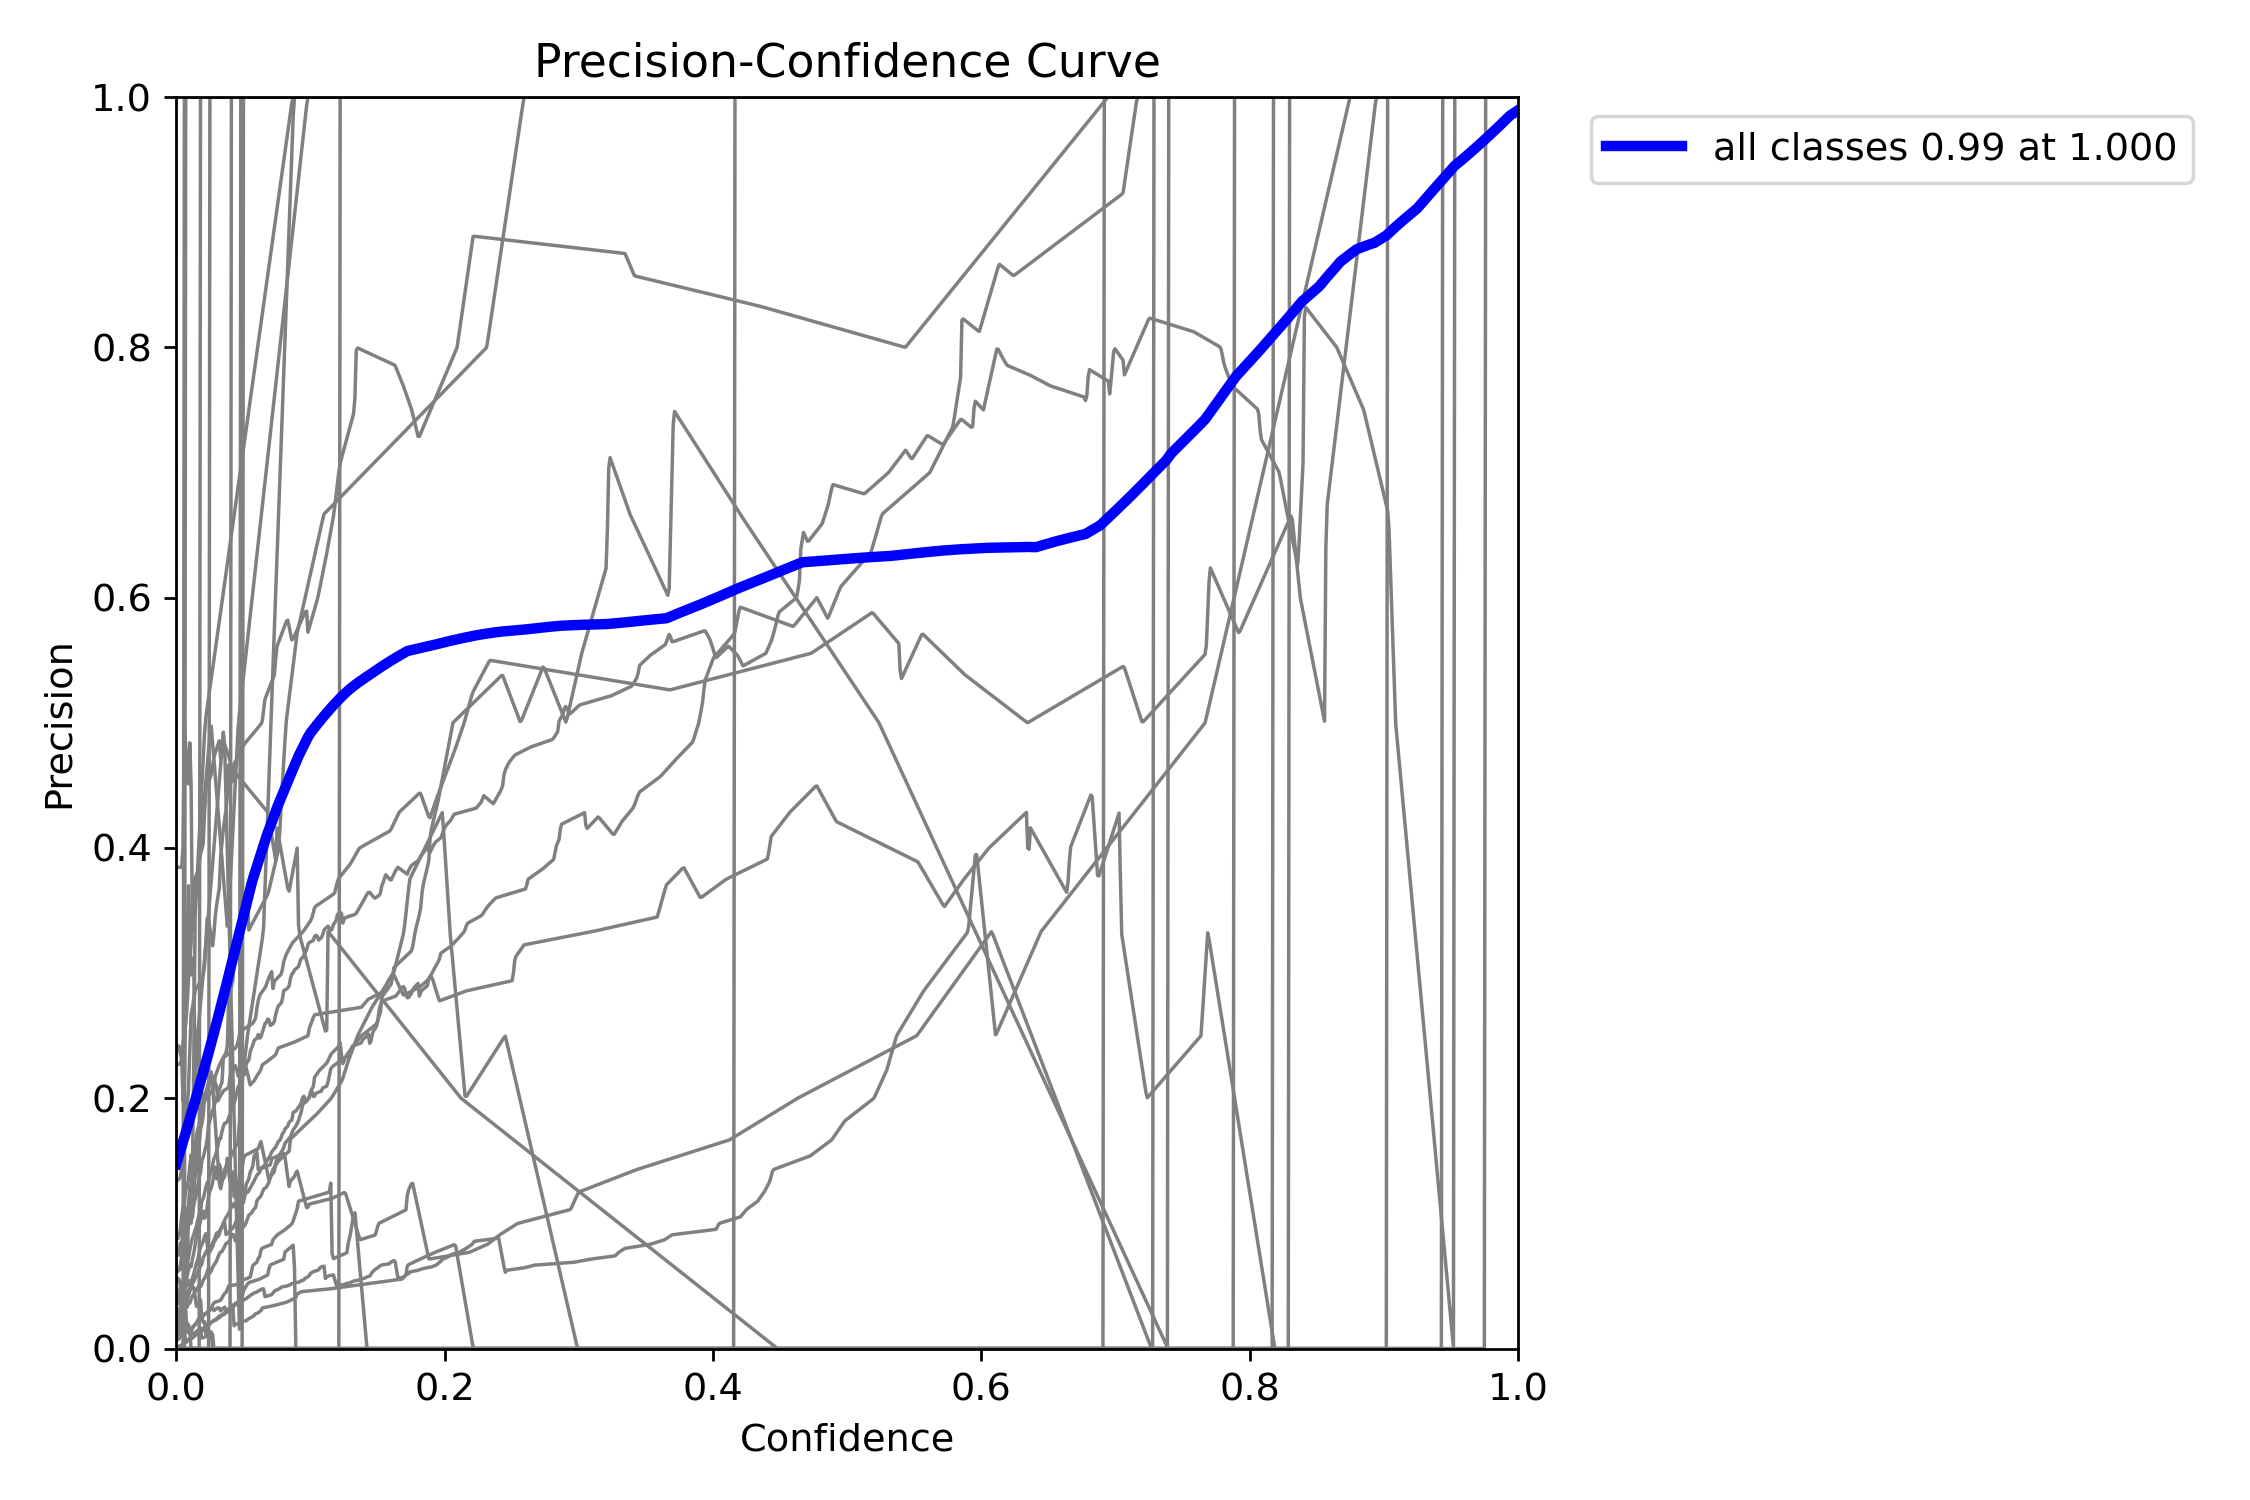 Precision-Confidence Curve
all classes 0.99 at 1.000
Precision
1.0
0.8
0.6
0.4
0.2
0.0
0.0 0.2 0.4 0.6 0.8 1.0
Confidence